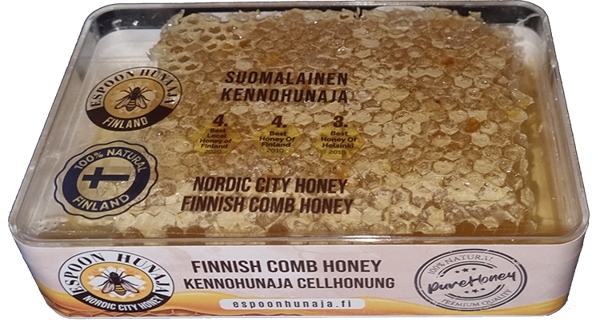 ESPOON HUNAJA
FINLAND
SUOMALAINEN
KENNOHUNAJA
4.
Best
Local
Honey of
Finland
2020
4.
Best
Honey Of
Finland
2019
3.
Best
Honey Of
Helsinki
100% NATURAL
FINLAND
NORDIC CITY HONEY
FINNISH COMB HONEY
ESPOON HUNAJA
NORDIC CITY HONEY
FINNISH COMB HONEY
KENNOHUNAJA CELLHONUNG
espoonhunaja.fi
100% NATURAL
PureHoney
PREMIUM QUALITY